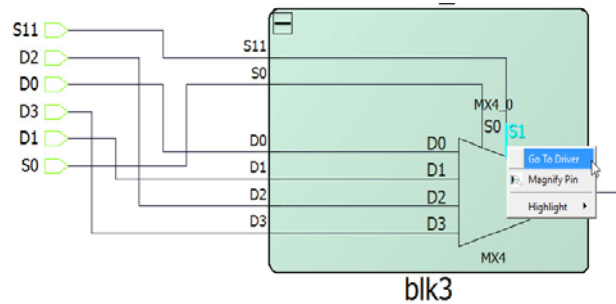 S11
D2
D0
D3
D1
S0
S11
S0
D0
D1
D2
D3
MX4_0
S0
S1
D0
D1
D2
D3
MX4
Go To Driver
Magnify Pin
Highlight
blk3